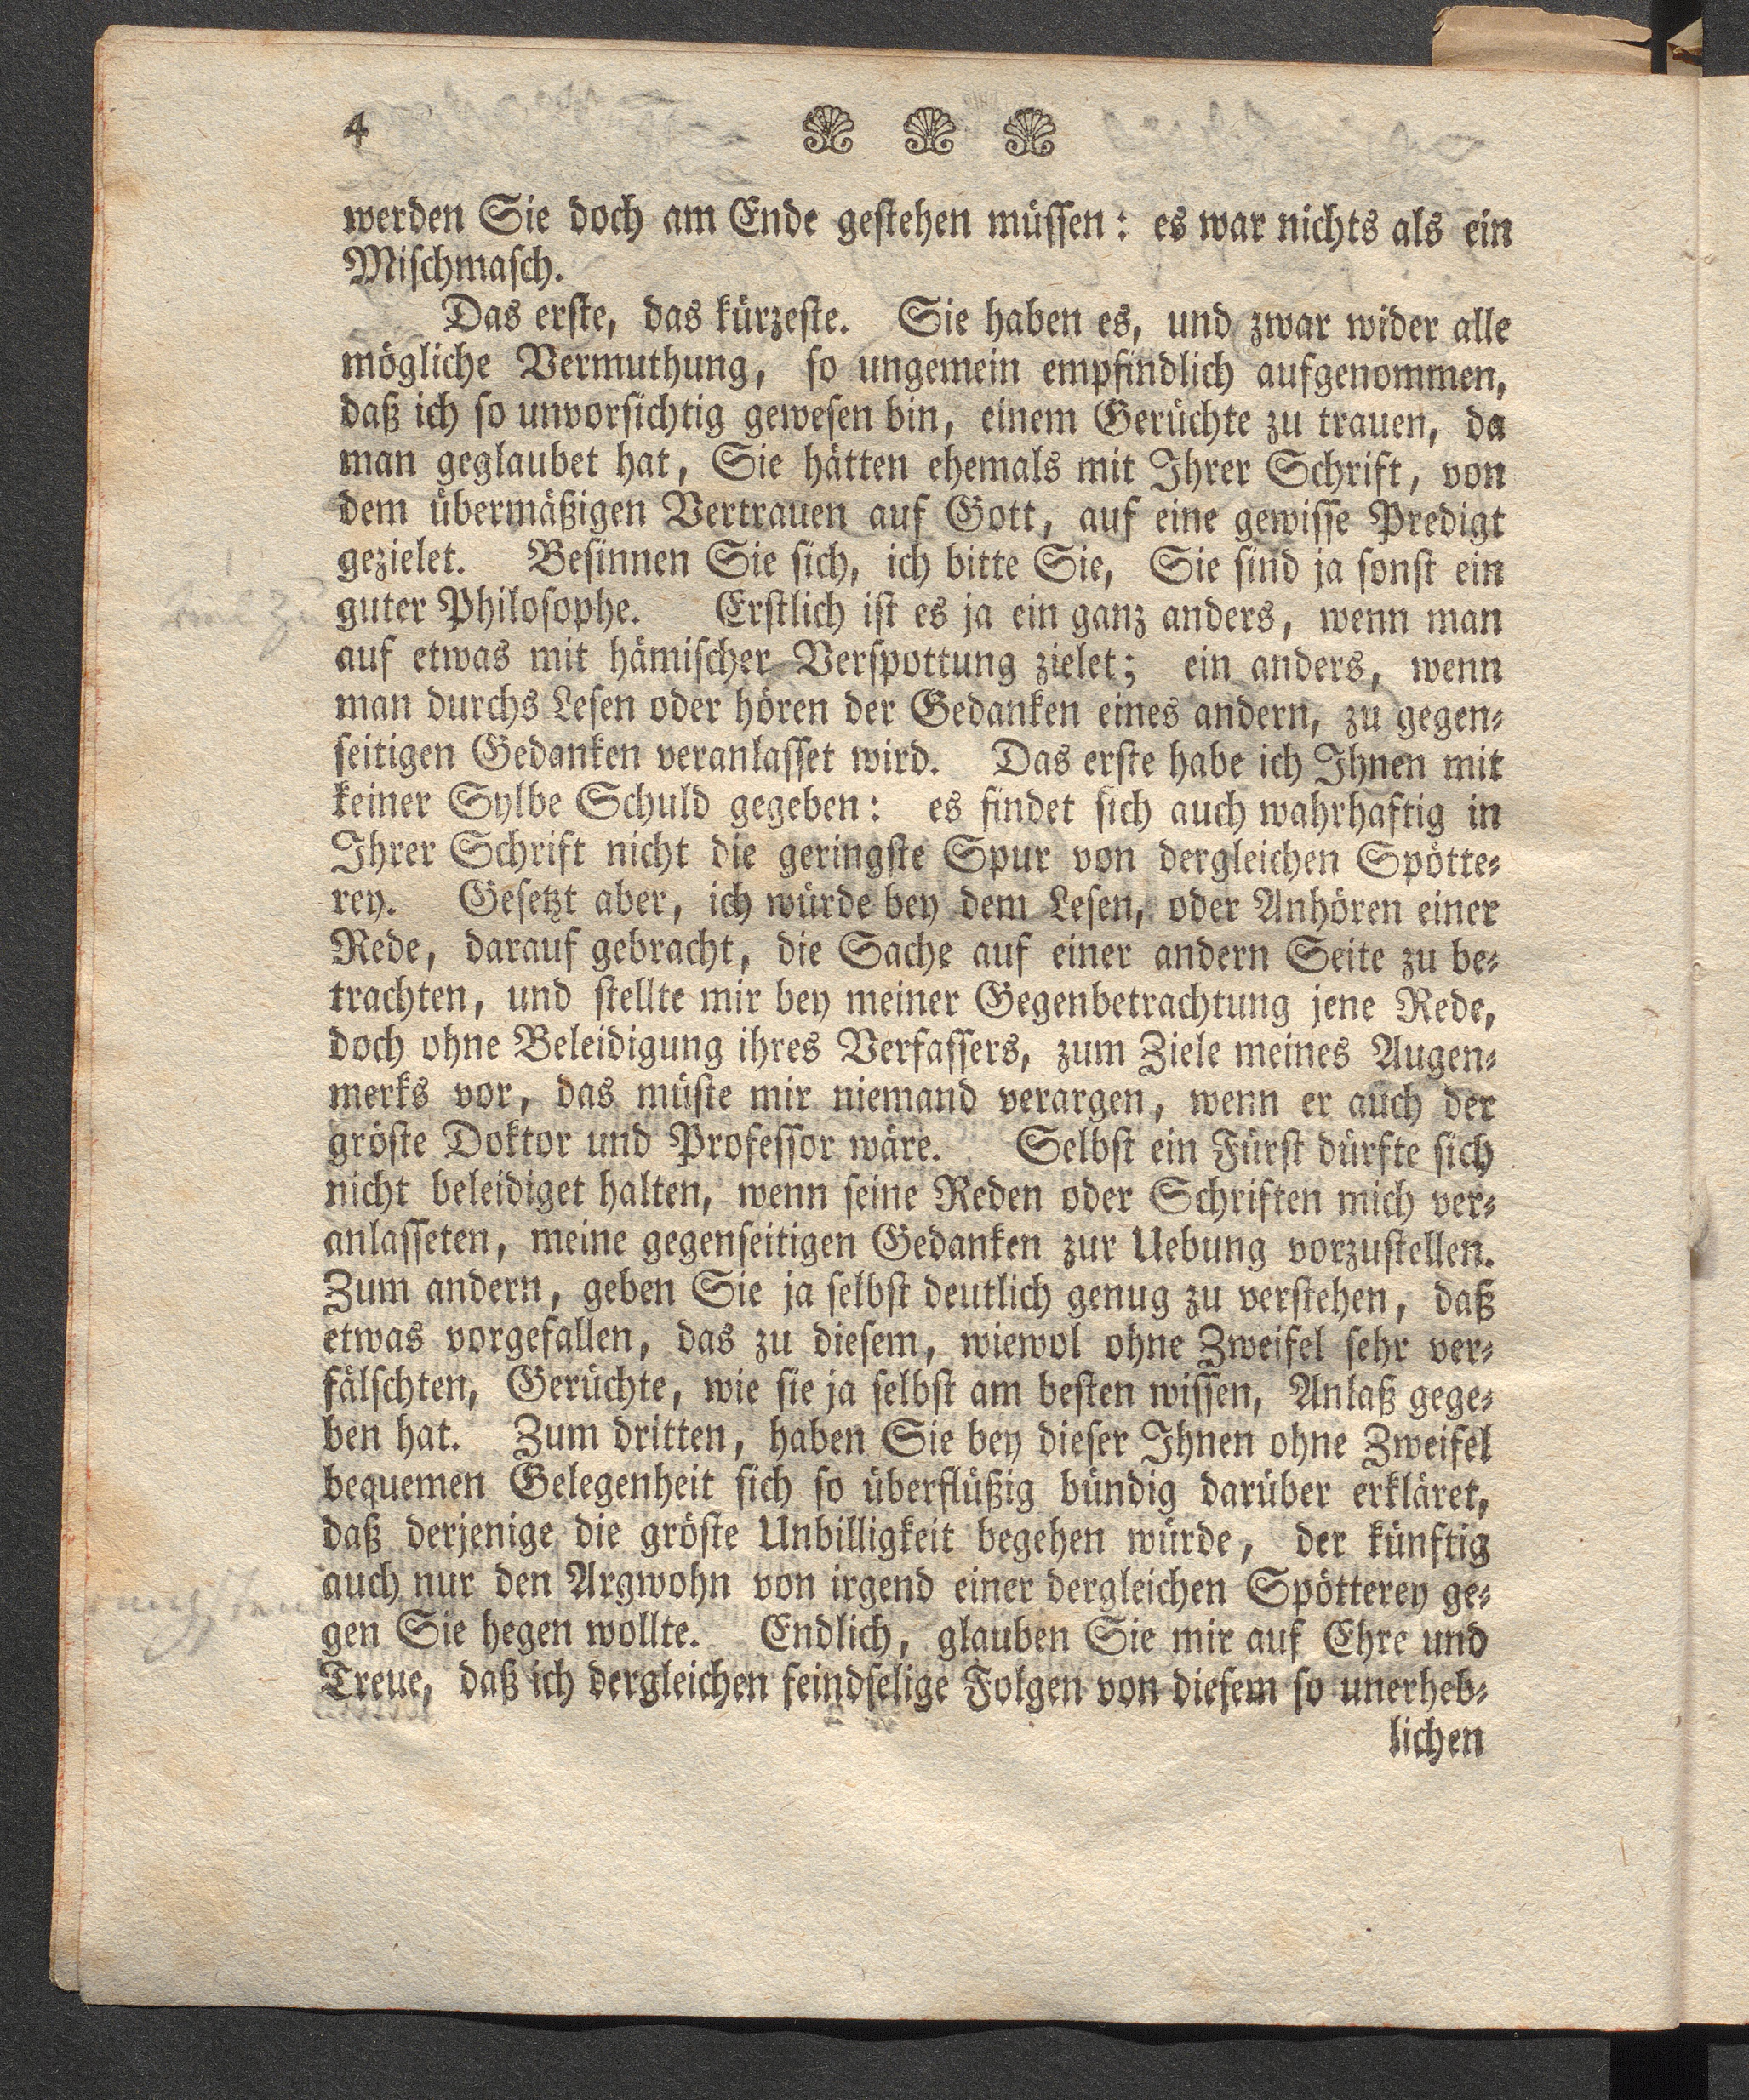 4
werden Sie doch am Ende gestehen müssen: es war nichts als ein
Mischmasch.
Das erste, das kürzeste. Sie haben es, und zwar wider alle
mögliche Vermuthung, so ungemein empfindlich aufgenommen,
daß ich so unvorsichtig gewesen bin, einem Gerüchte zu trauen, da
man geglaubet hat, Sie hätten ehemals mit Ihrer Schrift, von
dem übermäßigen Vertrauen auf Gott, auf eine gewisse Predigt
gezielet. Besinnen Sie sich, ich bitte Sie, Sie sind ja sonst ein
guter Philosophe. Erstlich ist es ja ein ganz anders, wenn man
auf etwas mit hämischer Verspottung zielet; ein anders, wenn
man durchs Lesen oder hören der Gedanken eines andern, zu gegen-
seitigen Gedanken veranlasset wird. Das erste habe ich Ihnen mit
keiner Sylbe Schuld gegeben: es findet sich auch wahrhaftig in
Ihrer Schrift nicht die geringste Spur von dergleichen Spötte-
rey. Gesetzt aber, ich würde bey dem Lesen, oder Anhören einer
Rede, darauf gebracht, die Sache auf einer andern Seite zu be-
trachten, und stellte mir bey meiner Gegenbetrachtung jene Rede,
doch ohne Beleidigung ihres Verfassers, zum Ziele meines Augen-
merks vor, das müste mir niemand verargen, wenn er auch der
gröste Doktor und Professor wäre. Selbst ein Fürst dürfte sich
nicht beleidiget halten, wenn seine Reden oder Schriften mich ver-
anlasseten, meine gegenseitigen Gedanken zur Uebung vorzustellen.
Zum andern, geben Sie ja selbst deutlich genug zu verstehen, daß
etwas vorgefallen, das zu diesem, wiewol ohne Zweifel sehr ver-
fälschten, Gerüchte, wie sie ja selbst am besten wissen, Anlaß gege-
ben hat. Zum dritten, haben Sie bey dieser Ihnen ohne Zweifel
bequemen Gelegenheit sich so überflüßig bündig darüber erkläret,
daß derjenige die gröste Unbilligkeit begehen würde, der künftig
auch nur den Argwohn von irgend einer dergleichen Spötterey ge-
gen Sie hegen wollte. Endlich, glauben Sie mir auf Ehre und
Treue, daß ich dergleichen feindselige Folgen von diesem so unerheb-
lichen